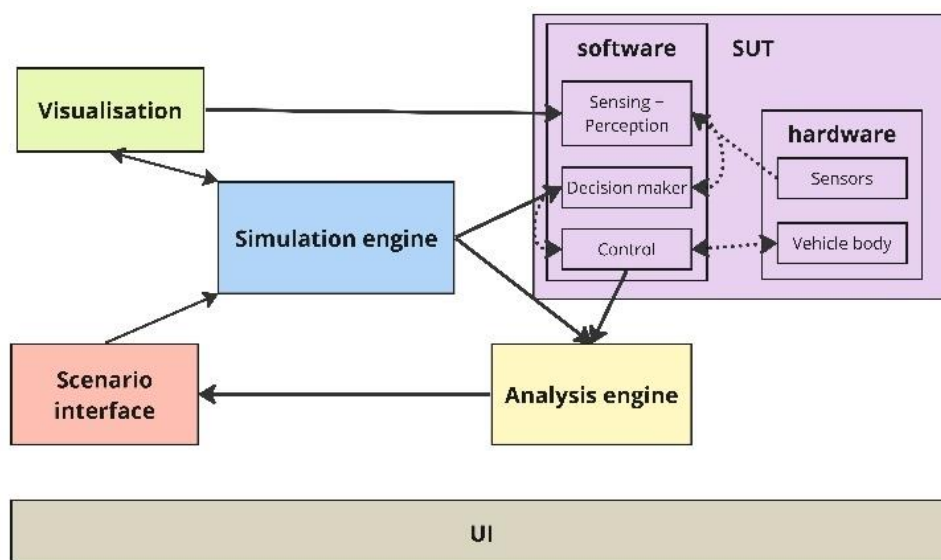 software
SUT
Visualisation
Sensing –
Perception
hardware
Sensors
Decision maker
Simulation engine
Control
Vehicle body
Scenario
interface
Analysis engine
UI